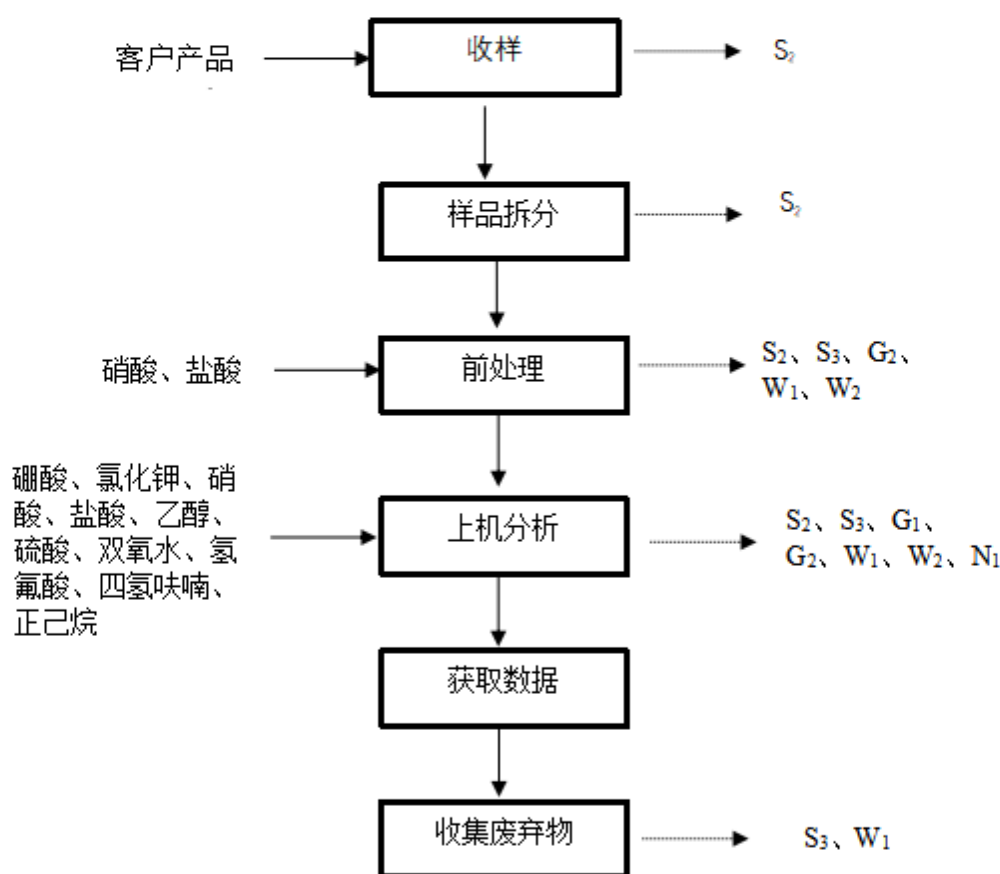 客户产品
收样
S₂
样品拆分
S₂
硝酸、盐酸
前处理
S₂、S₃、G₂、
W₁、W₂
硼酸、氯化钾、硝
酸、盐酸、乙醇、
硫酸、双氧水、氢
氟酸、四氢呋喃、
正己烷
上机分析
S₂、S₃、G₁、
G₂、W₁、W₂、N₁
获取数据
收集废弃物
S₃、W₁